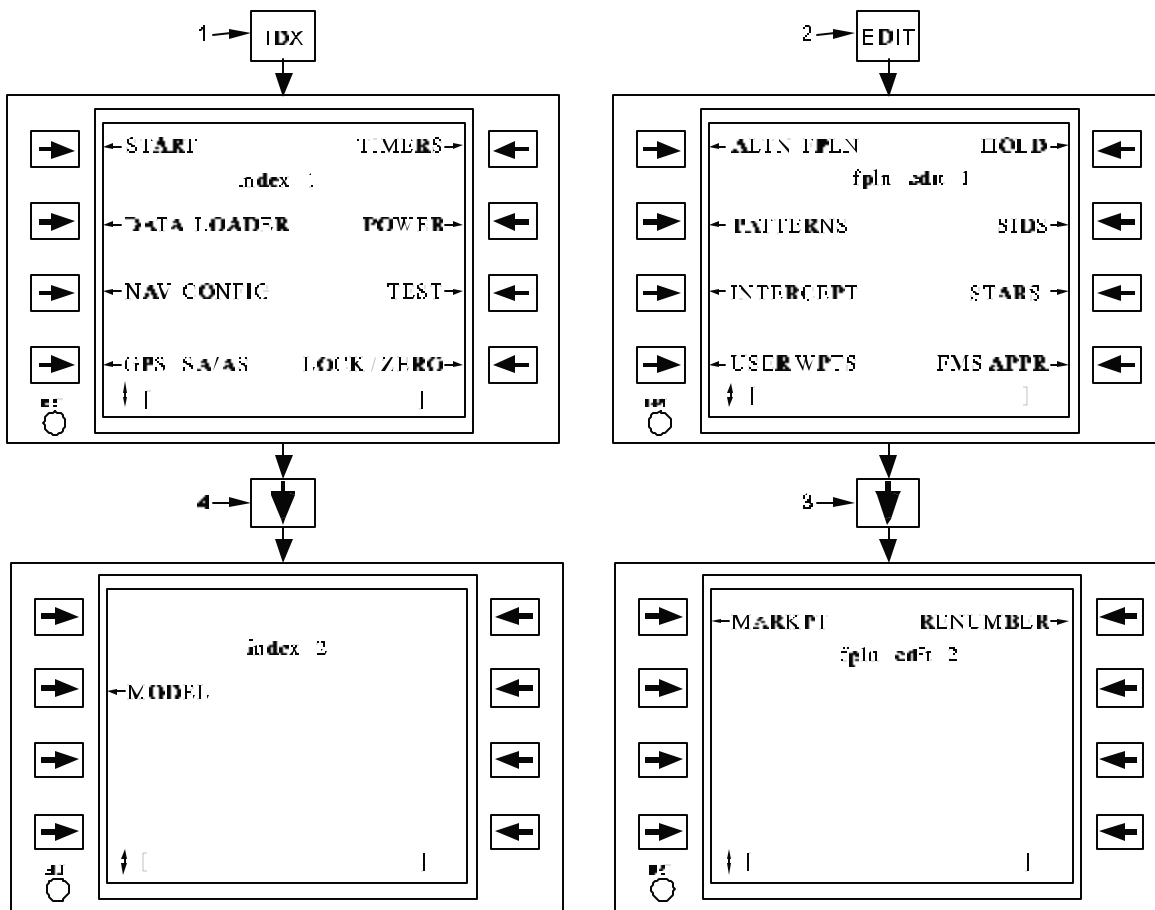 1
IDX
2
EDIT
←START TIMERS→
index 1
←DATA LOADER POWER→
←NAV CONFIG TEST→
←GPS SA/AS LOCK/ZERO→
[ ]
←ALTN FPLN HOLD→
fpln edit 1
←PATTERNS SIDS→
←INTERCEPT STARS→
←USER WPTS FMS APPR→
[ ]
4
3
index 2
←MODEL
[ ]
←MARKPT RENUMBER→
fpln edit 2
[ ]